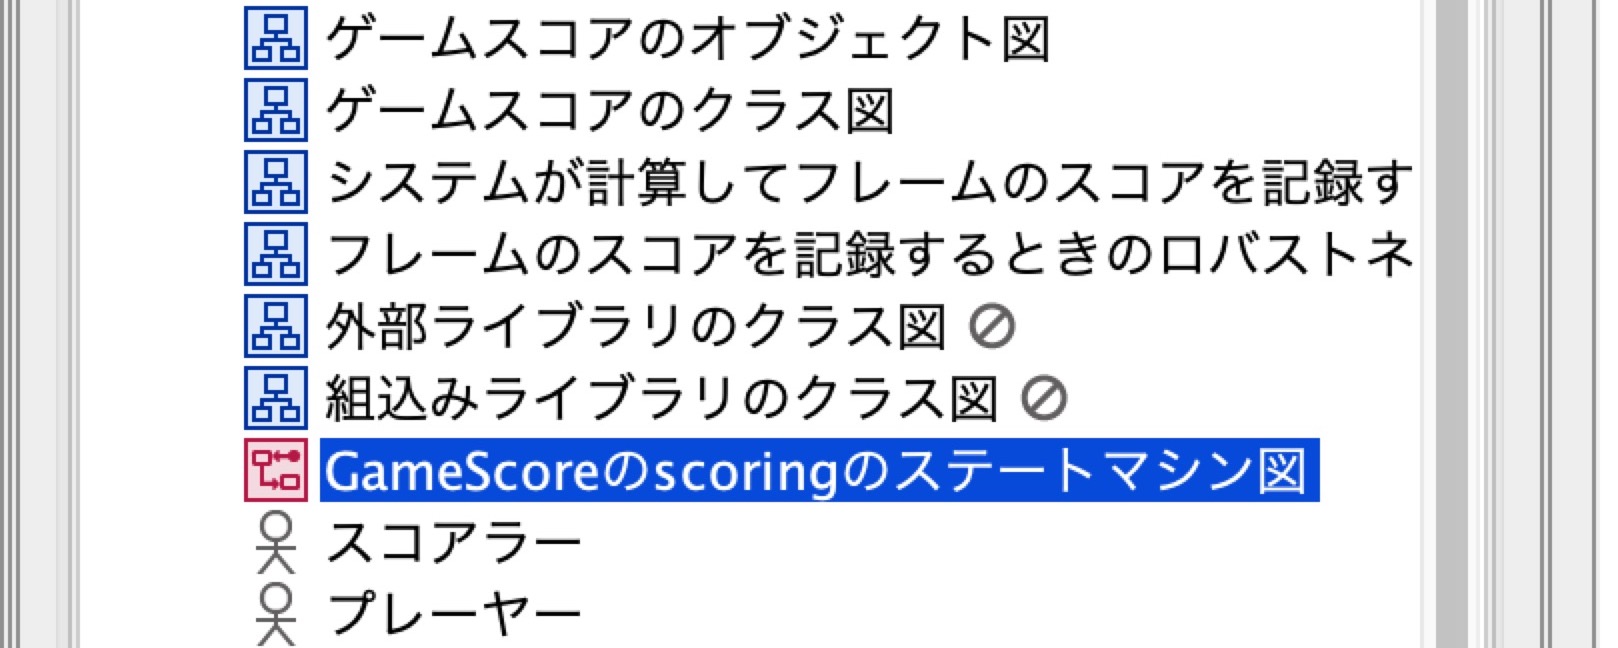 ゲームスコアのオブジェクト図
ゲームスコアのクラス図
システムが計算してフレームのスコアを記録す
フレームのスコアを記録するときのロバストネ
外部ライブラリのクラス図
組込みライブラリのクラス図
GameScoreのscoringのステートマシン図
スコアラー
プレーヤー